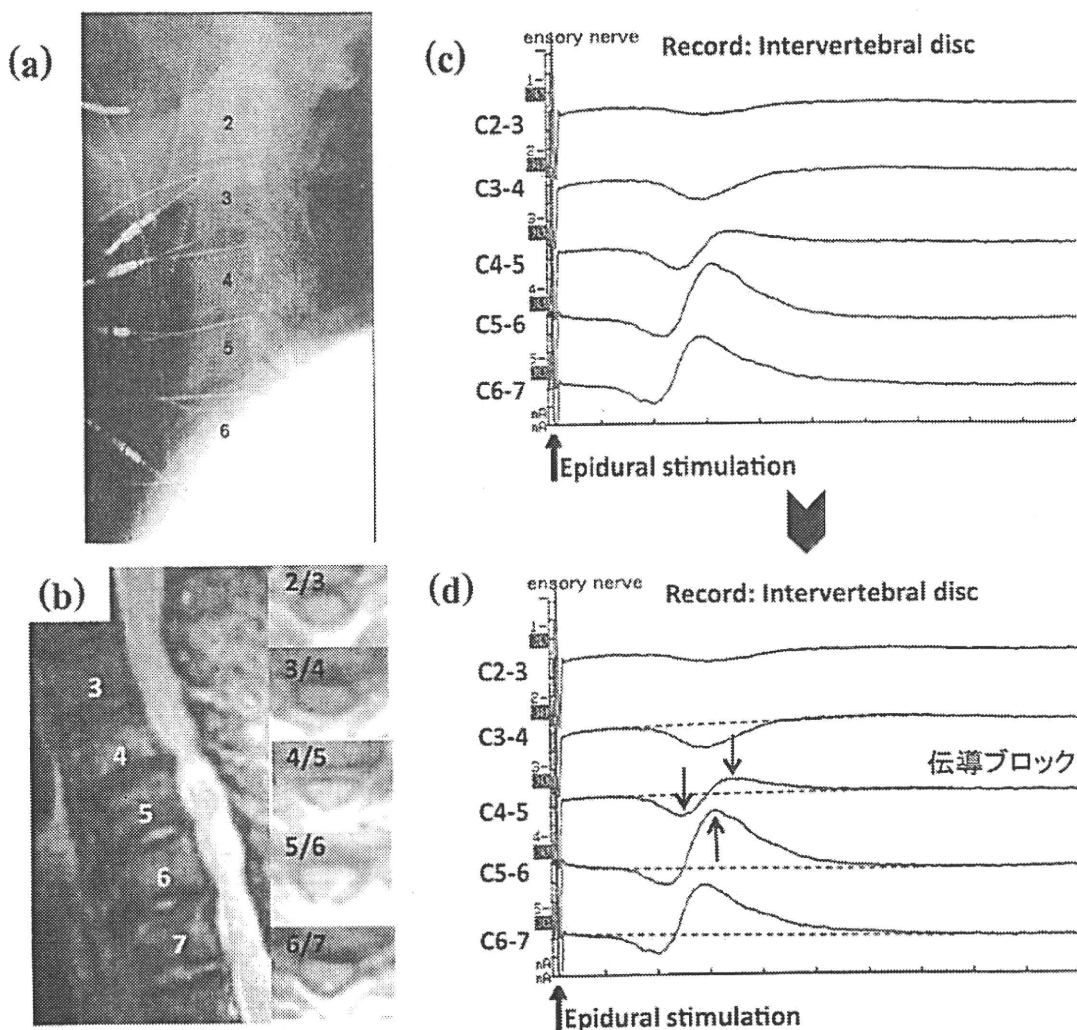 (a)
2
3
4
5
6
(b)
3
4
5
6
7
2/3
3/4
4/5
5/6
6/7
(c)
ensory nerve
Record: Intervertebral disc
C2-3
C3-4
C4-5
C5-6
C6-7
Epidural stimulation
(d)
ensory nerve
Record: Intervertebral disc
C2-3
C3-4
伝導ブロック
C4-5
C5-6
C6-7
Epidural stimulation